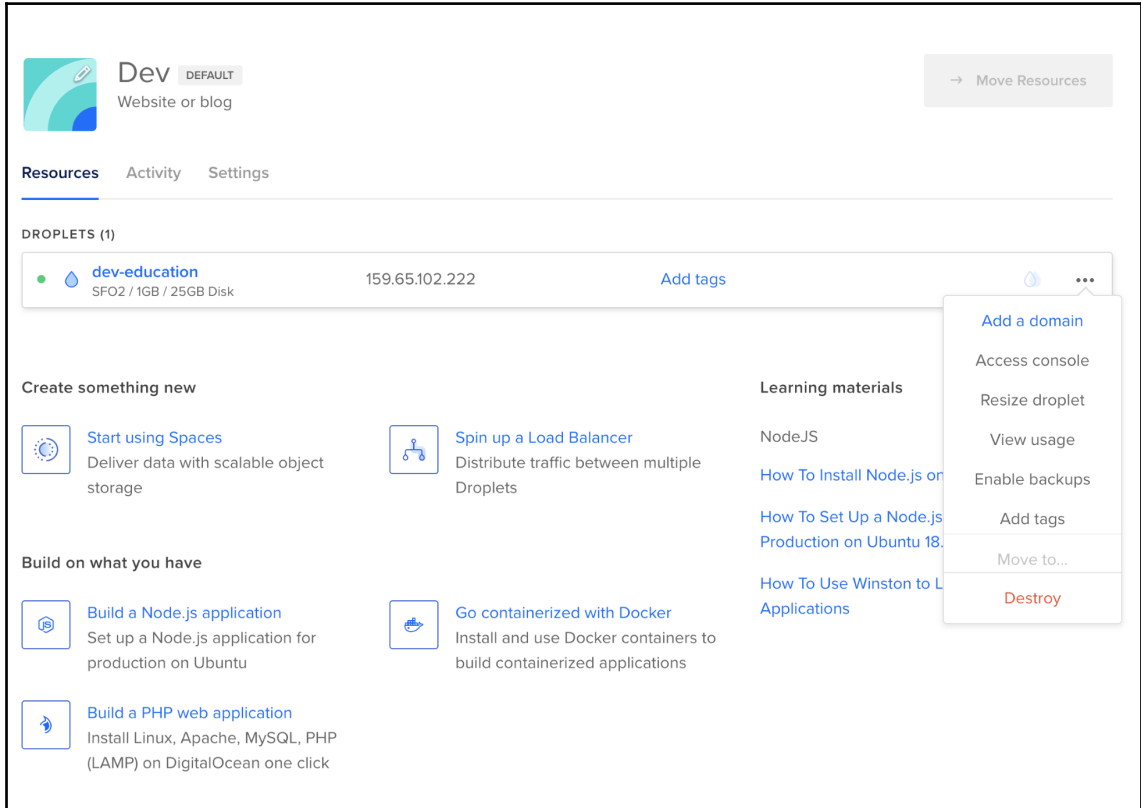 Dev DEFAULT
Website or blog
→ Move Resources
Resources Activity Settings
DROPLETS (1)
dev-education
SFO2 / 1GB / 25GB Disk
159.65.102.222
Add tags
Add a domain
Access console
Resize droplet
View usage
Enable backups
Add tags
Move to...
Destroy
Create something new
Start using Spaces
Deliver data with scalable object
storage
Spin up a Load Balancer
Distribute traffic between multiple
Droplets
Learning materials
NodeJS
How To Install Node.js on
How To Set Up a Node.js
Production on Ubuntu 18.
How To Use Winston to L
Applications
Build on what you have
Build a Node.js application
Set up a Node.js application for
production on Ubuntu
Go containerized with Docker
Install and use Docker containers to
build containerized applications
Build a PHP web application
Install Linux, Apache, MySQL, PHP
(LAMP) on DigitalOcean one click